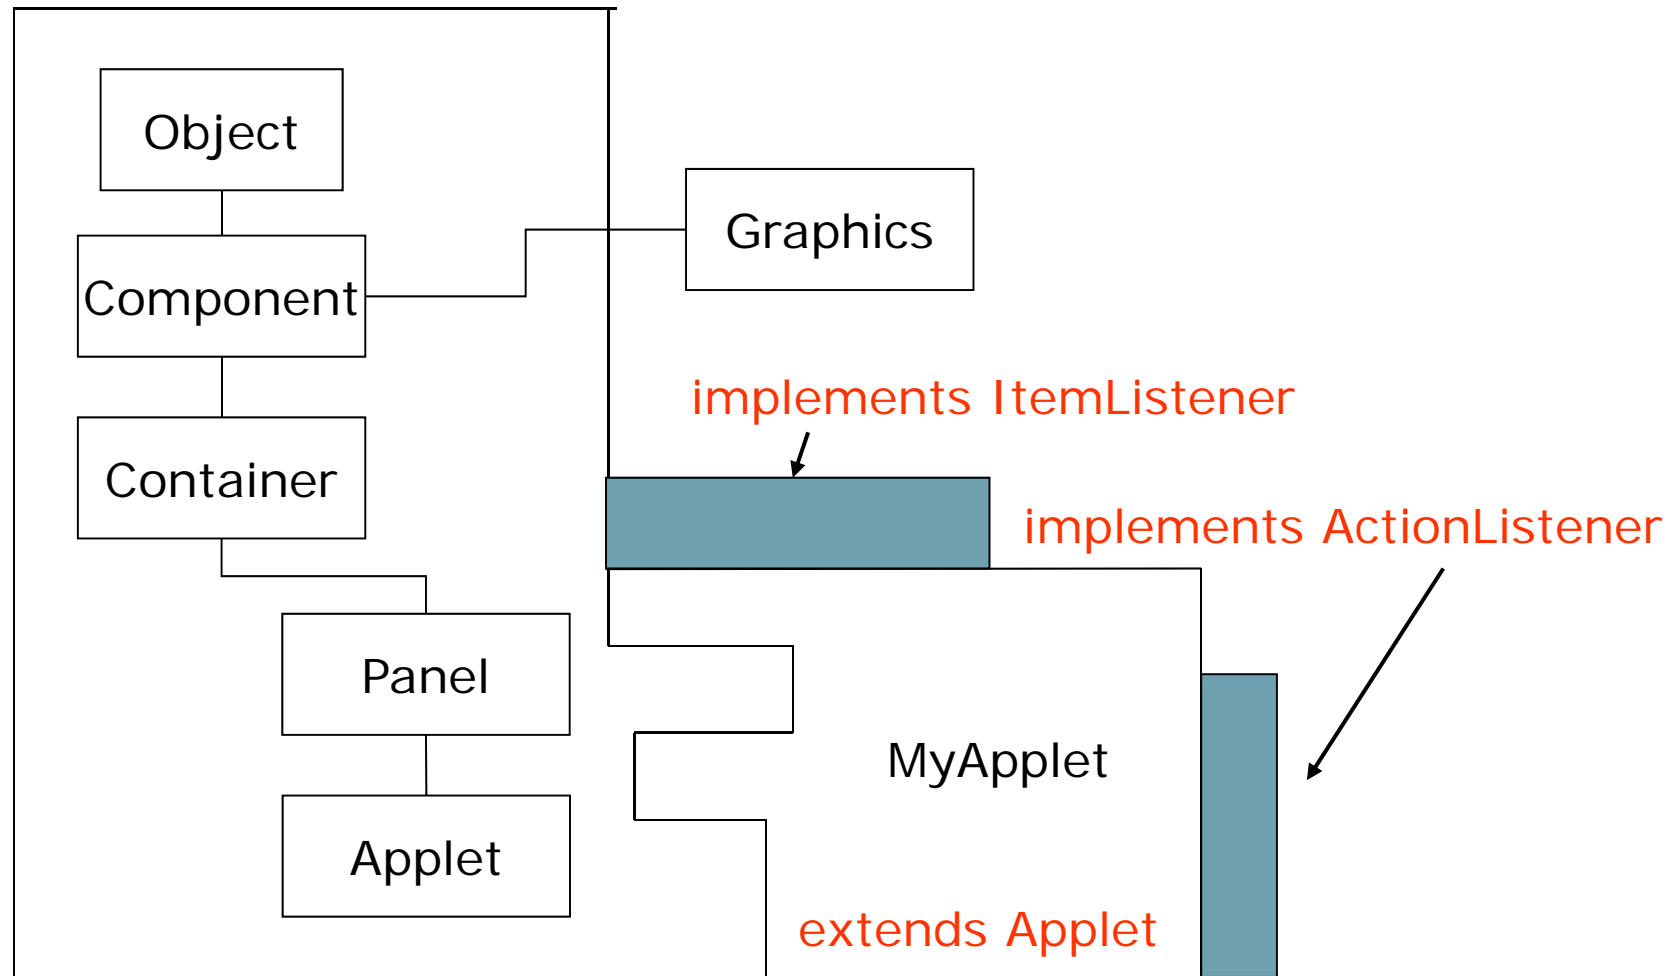 Object
Graphics
Component
implements ItemListener
Container
implements ActionListener
Panel
MyApplet
Applet
extends Applet